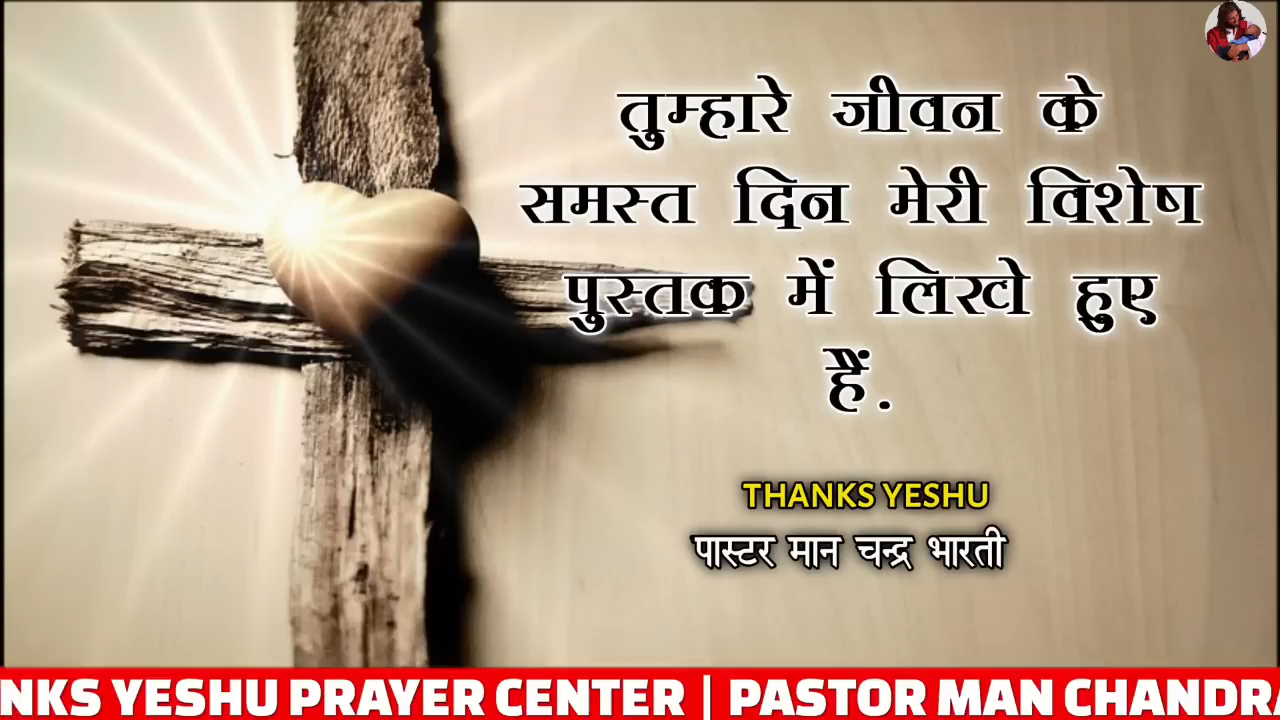 तुम्हारे जीवन के
समस्त दिन मेरी विशेष
पुस्तक में लिखे हुए
हैं.
THANKS YESHU
पास्टर मान चन्द्र भारती
NKS YESHU PRAYER CENTER | PASTOR MAN CHANDRA